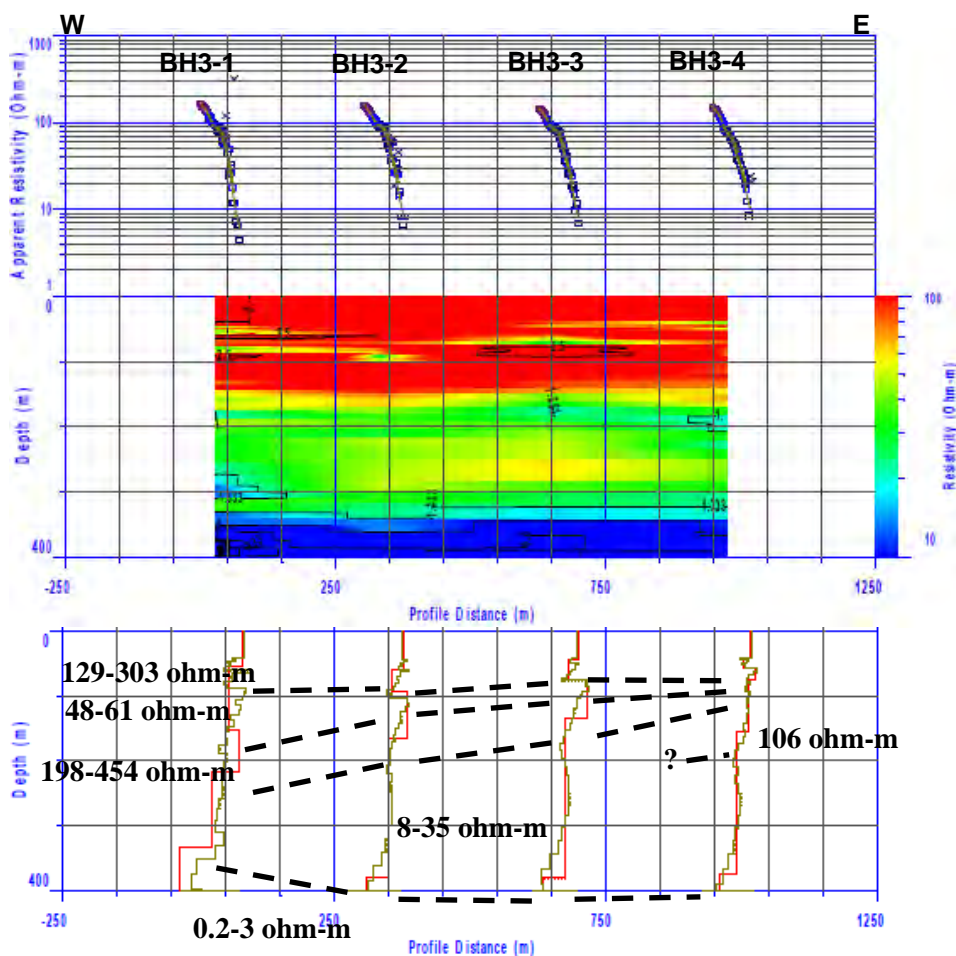 W E
BH3-1 BH3-2 BH3-3 BH3-4
Apparent Resistivity (Ohm-m)
1000
100
10
1
0
Depth (m)
400
-250 250 750 1250
Profile Distance (m)
100
10
Resistivity (Ohm-m)
0
129-303 ohm-m
48-61 ohm-m
198-454 ohm-m
106 ohm-m
?
8-35 ohm-m
Depth (m)
400
-250 250 750 1250
0.2-3 ohm-m
Profile Distance (m)